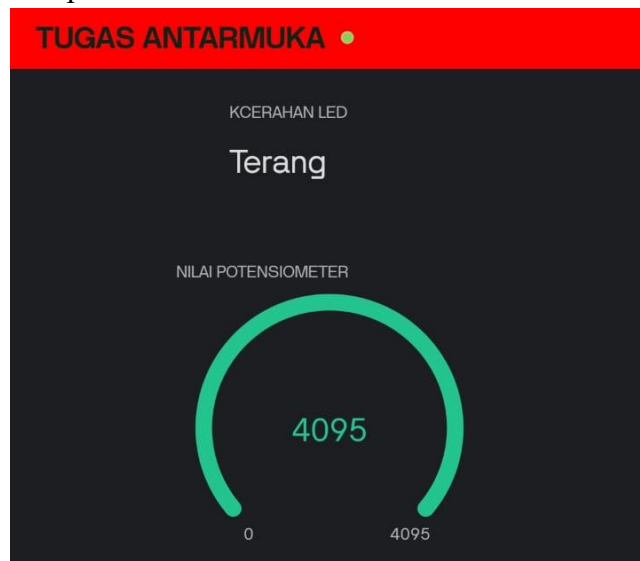 TUGAS ANTARMUKA
KCERAHAN LED
Terang
NILAI POTENSIOMETER
4095
0 4095